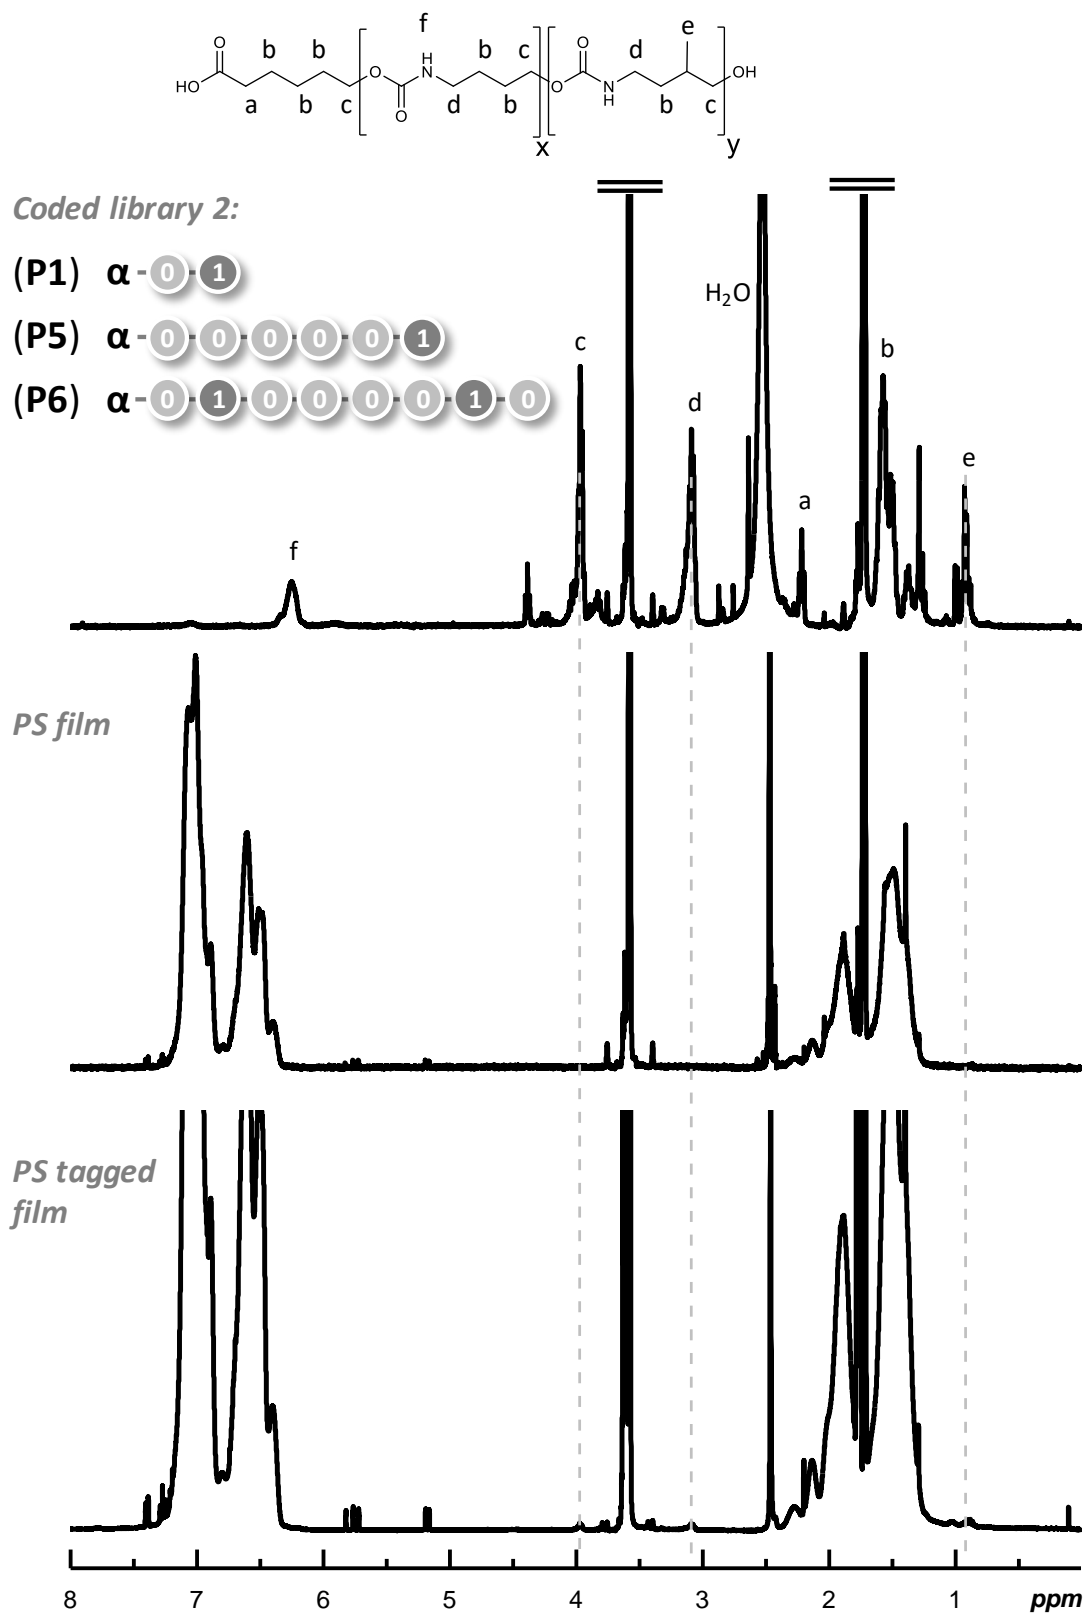 f
e
O
b
b
H
N
b
c
O
d
HO
O
O
OH
a
b
c
O
d
b
N
H
b
c
x
y
Coded library 2:
(P1) α-0-1
(P5) α-0-0-0-0-0-1
(P6) α-0-1-0-0-0-0-1-0
H₂O
c
b
d
e
a
f
PS film
PS tagged
film
8 7 6 5 4 3 2 1 ppm